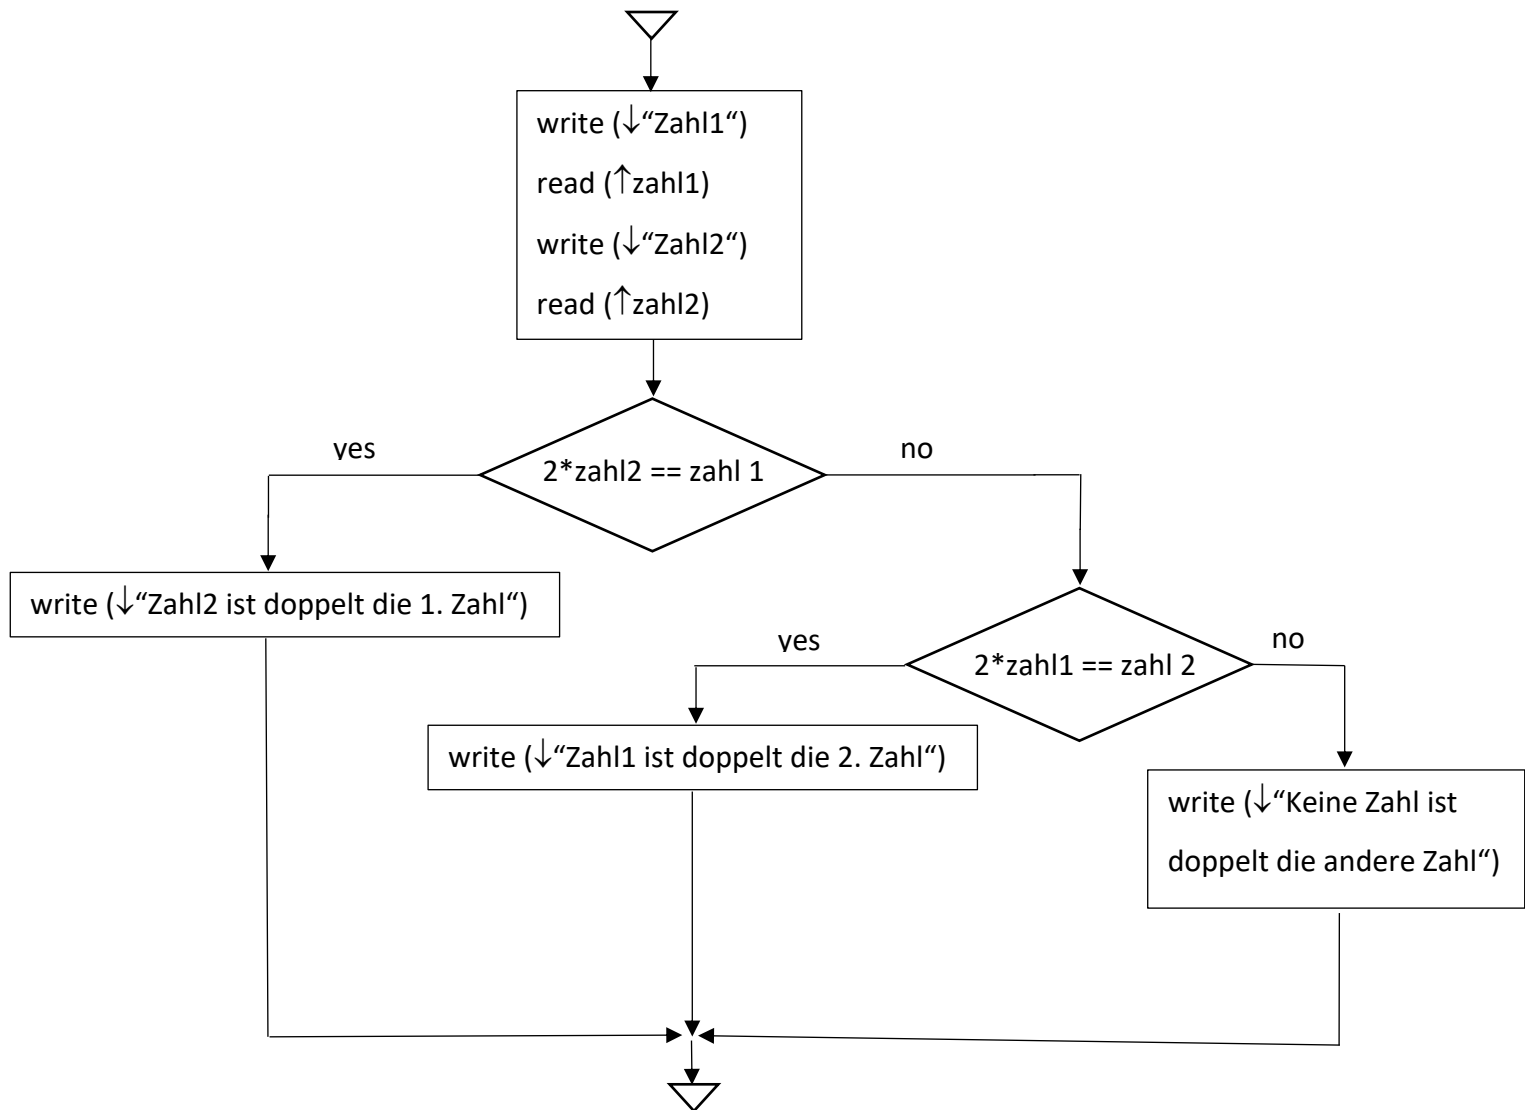 write (↓“Zahl1“)
read (↑zahl1)
write (↓“Zahl2“)
read (↑zahl2)
yes
2*zahl2 == zahl 1
no
write (↓“Zahl2 ist doppelt die 1. Zahl“)
yes
2*zahl1 == zahl 2
no
write (↓“Zahl1 ist doppelt die 2. Zahl“)
write (↓“Keine Zahl ist
doppelt die andere Zahl“)